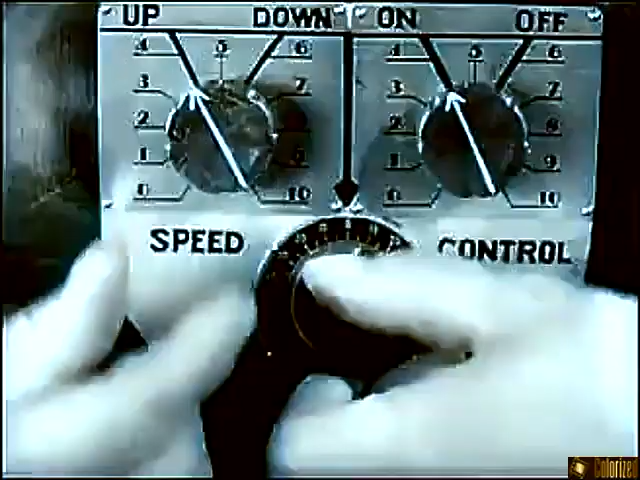 UP DOWN ON OFF
4 5 6 4 5 6
3 7 3 7
2 8 2 8
1 9 1 9
0 10 0 10
SPEED CONTROL
Colorized